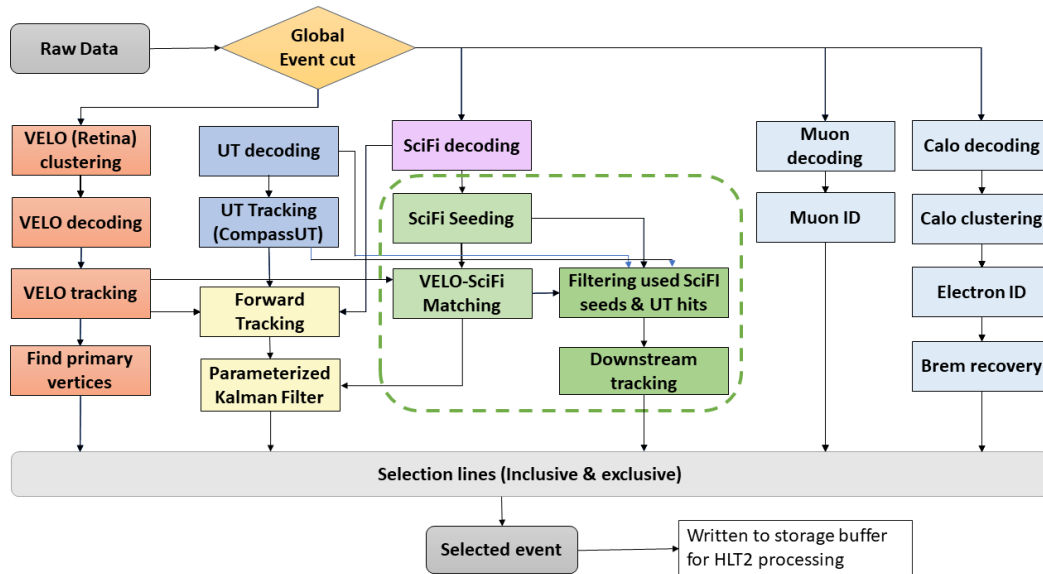 Raw Data
Global
Event cut
VELO (Retina)
clustering
VELO decoding
VELO tracking
Find primary
vertices
UT decoding
UT Tracking
(CompassUT)
Forward
Tracking
Parameterized
Kalman Filter
SciFi decoding
SciFi Seeding
VELO-SciFi
Matching
Filtering used SciFI
seeds & UT hits
Downstream
tracking
Muon
decoding
Muon ID
Calo decoding
Calo clustering
Electron ID
Brem recovery
Selection lines (Inclusive & exclusive)
Selected event
Written to storage buffer
for HLT2 processing